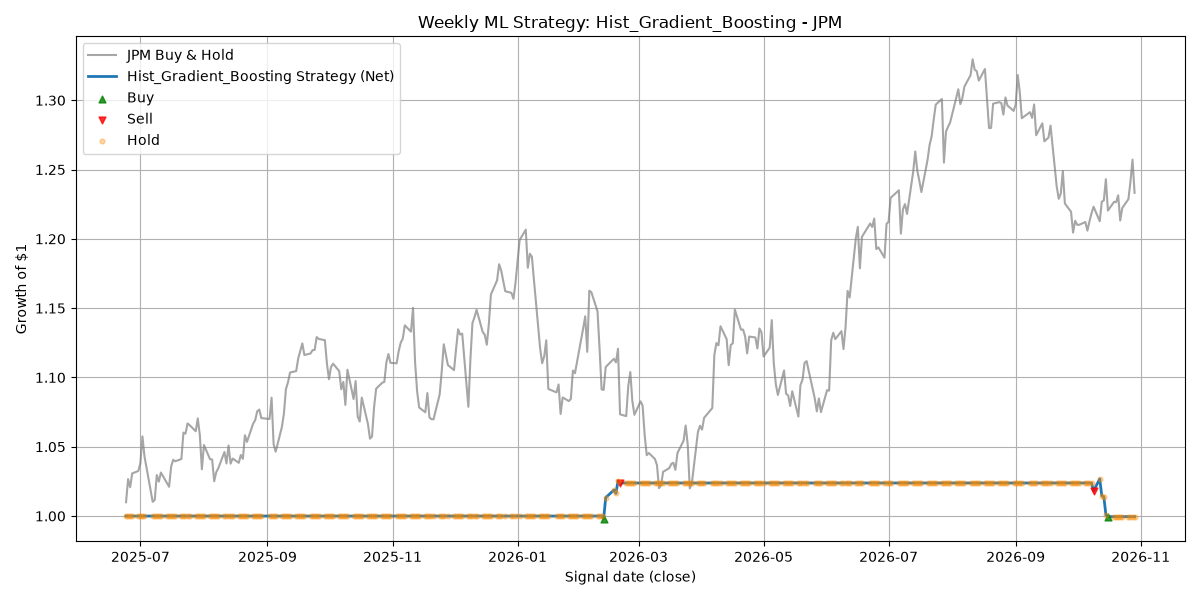 Weekly ML Strategy: Hist_Gradient_Boosting - JPM
JPM Buy & Hold
Hist_Gradient_Boosting Strategy (Net)
Buy
Sell
Hold
Growth of $1
1.30
1.25
1.20
1.15
1.10
1.05
1.00
2025-07 2025-09 2025-11 2026-01 2026-03 2026-05 2026-07 2026-09 2026-11
Signal date (close)